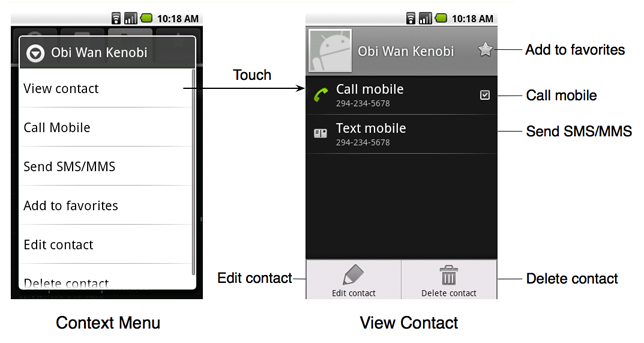 10:18 AM
Obi Wan Kenobi
View contact
Call Mobile
Send SMS/MMS
Add to favorites
Edit contact
Delete contact
Context Menu
Touch
10:18 AM
Obi Wan Kenobi
Call mobile
294-234-5678
Text mobile
294-234-5678
Edit contact
Delete contact
View Contact
Add to favorites
Call mobile
Send SMS/MMS
Edit contact
Delete contact